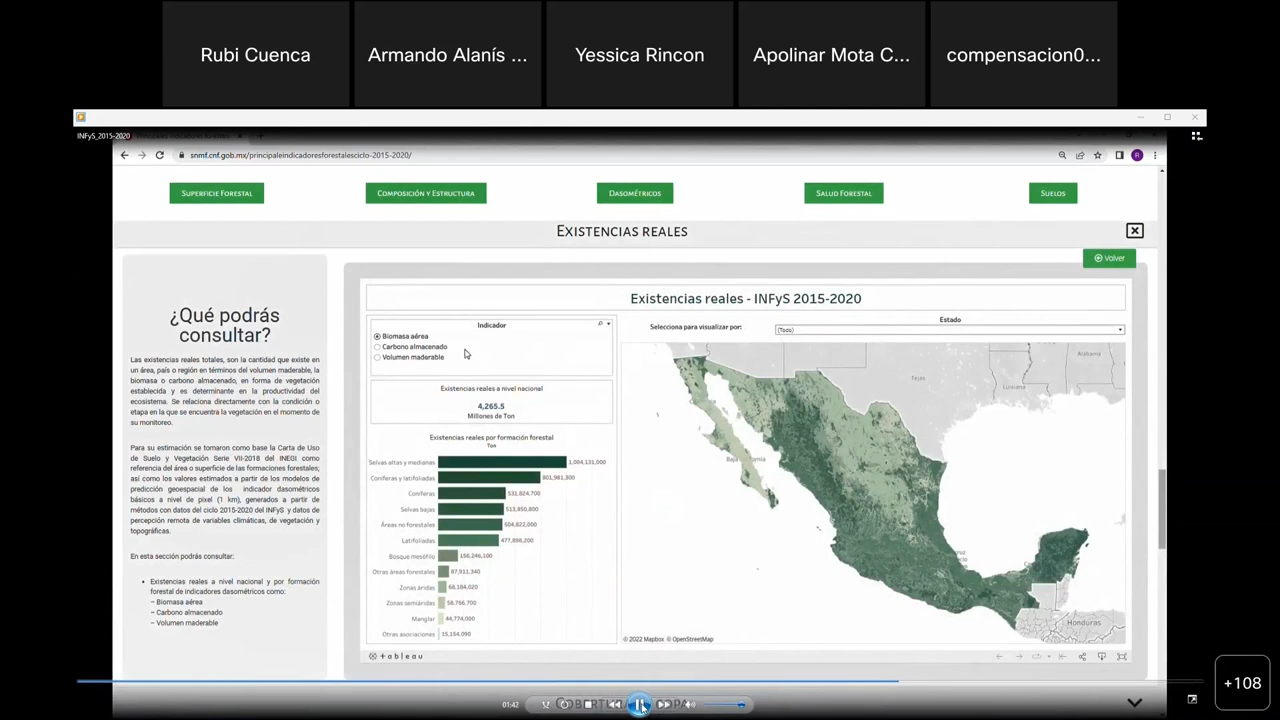 Rubi Cuenca
Armando Alanís ...
Yessica Rincon
Apolinar Mota C...
compensacion0...
INFyS_2015-2020
snmf.cnf.gob.mx/principaleindicadoresforestalesciclo-2015-2020/
R
SUPERFICIE FORESTAL
COMPOSICIÓN Y ESTRUCTURA
DASOMÉTRICOS
SALUD FORESTAL
SUELOS
EXISTENCIAS REALES
Volver
¿Qué podrás
consultar?
Las existencias reales totales, son la cantidad que existe en
un área, país o región en términos del volumen maderable, la
biomasa o carbono almacenado, en forma de vegetación
establecida y es determinante en la productividad del
ecosistema. Se relaciona directamente con la condición o
etapa en la que se encuentra la vegetación en el momento de
su monitoreo.
Para su estimación se tomaron como base la Carta de Uso
de Suelo y Vegetación Serie VII-2018 del INEGI como
referencia del área o superficie de las formaciones forestales;
así como los valores estimados a partir de los modelos de
predicción geoespacial de los indicador dasométricos
básicos a nivel de pixel (1 km), generados a partir de
métodos con datos del ciclo 2015-2020 del INFyS y datos de
percepción remota de variables climáticas, de vegetación y
topográficas.
En esta sección podrás consultar:
• Existencias reales a nivel nacional y por formación
forestal de indicadores dasométricos como:
– Biomasa aérea
– Carbono almacenado
– Volumen maderable
Existencias reales - INFyS 2015-2020
Indicador
Biomasa aérea
Carbono almacenado
Volumen maderable
Selecciona para visualizar por:
Estado
(Todo)
Existencias reales a nivel nacional
4,265.5
Millones de Ton
Existencias reales por formación forestal
Ton
Selvas altas y medianas 1,004,131,000
Coníferas y latifoliadas 801,981,300
Coníferas 531,824,700
Selvas bajas 513,850,800
Áreas no forestales 504,822,000
Latifoliadas 477,898,200
Bosque mesófilo 156,246,100
Otras áreas forestales 87,911,340
Zonas áridas 68,184,020
Zonas semiáridas 58,766,700
Manglar 44,774,000
Otras asociaciones 15,154,090
Alabama
Texas
Luisiana
Baja California
Honduras
© 2022 Mapbox © OpenStreetMap
+ableau
01:42
COBERTURA COPA
+108